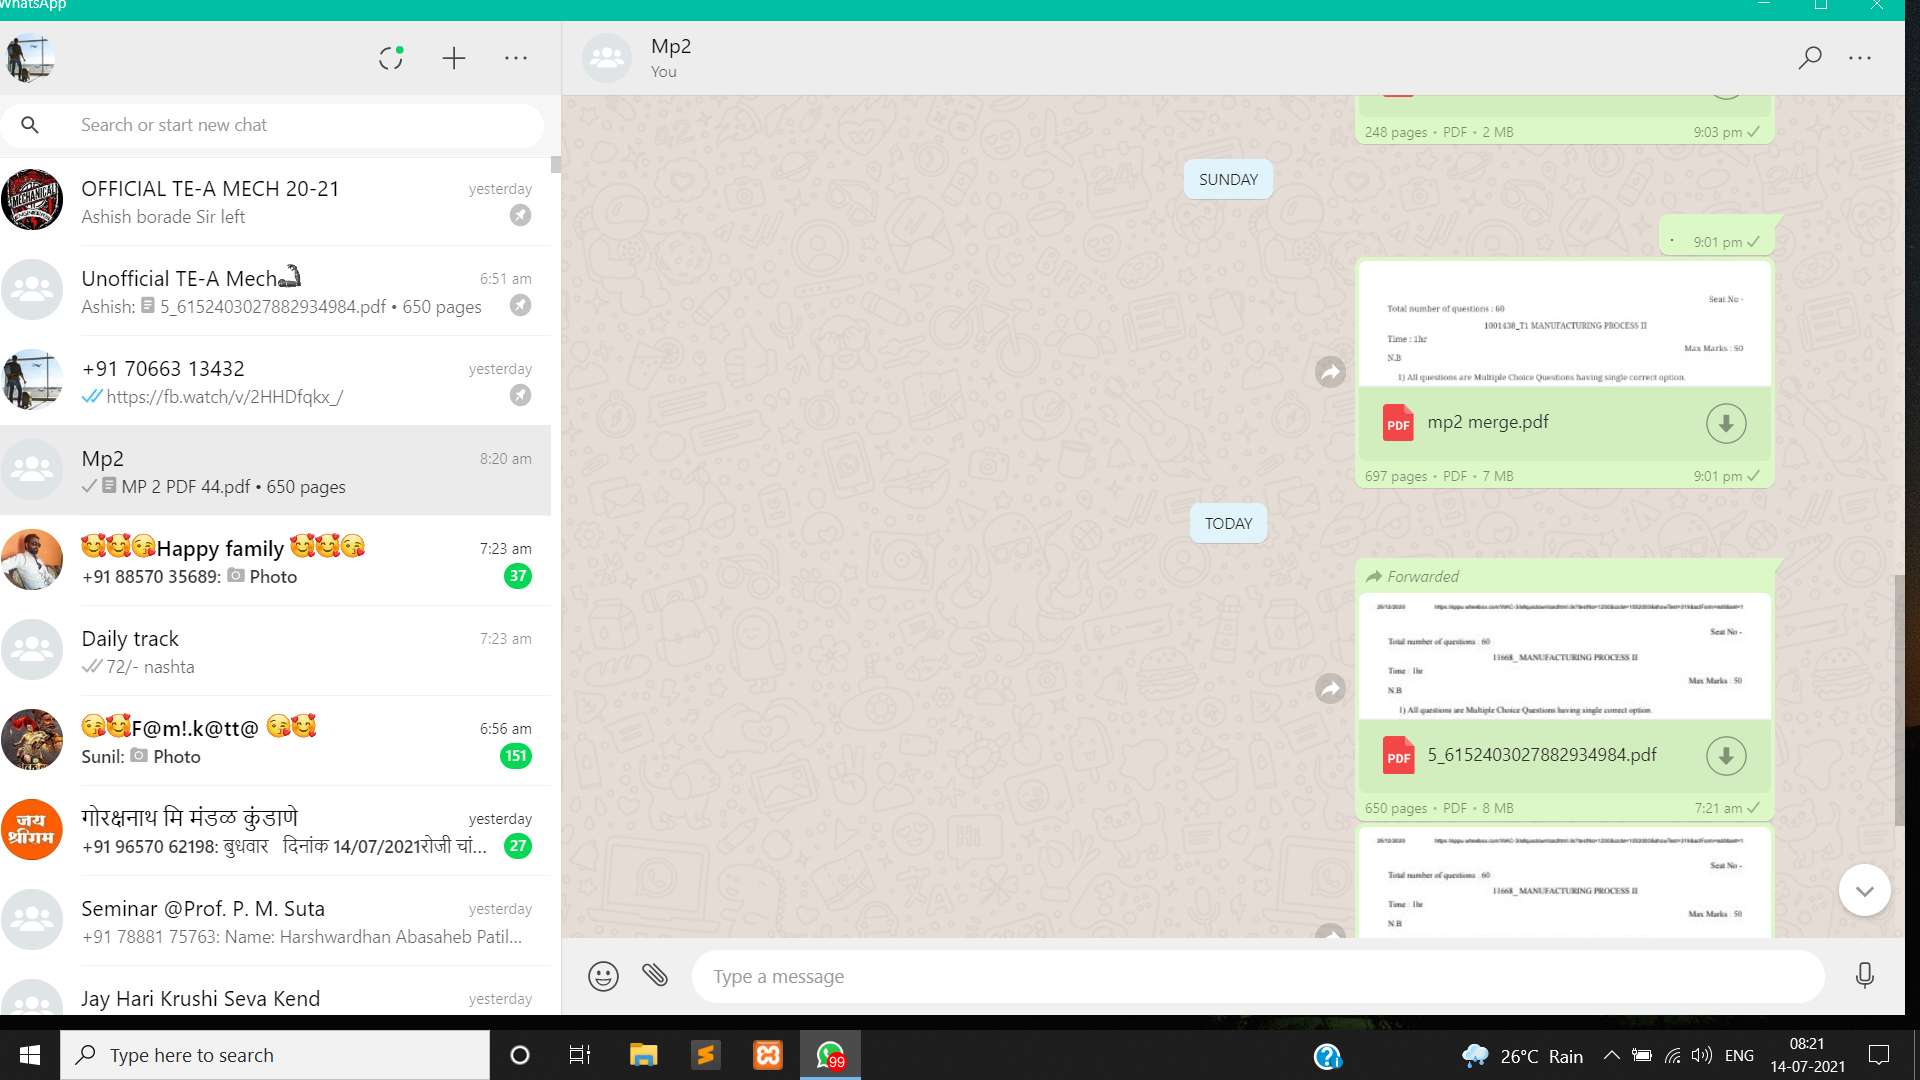 WhatsApp
Search or start new chat
OFFICIAL TE-A MECH 20-21
yesterday
Ashish borade Sir left
Unofficial TE-A Mech
6:51 am
Ashish: 5_6152403027882934984.pdf • 650 pages
+91 70663 13432
yesterday
https://fb.watch/v/2HHDfqkx_/
Mp2
8:20 am
MP 2 PDF 44.pdf • 650 pages
🥰🥰😘Happy family 🥰🥰😘
7:23 am
+91 88570 35689: Photo
37
Daily track
7:23 am
72/- nashta
😘🥰F@m!.k@tt@ 😘🥰
6:56 am
Sunil: Photo
151
जय
श्रीराम
गोरक्षनाथ मि मंडळ कुंडाणे
yesterday
+91 96570 62198: बुधवार दिनांक 14/07/2021रोजी चां...
27
Seminar @Prof. P. M. Suta
yesterday
+91 78881 75763: Name: Harshwardhan Abasaheb Patil...
Jay Hari Krushi Seva Kend
yesterday
Mp2
You
248 pages • PDF • 2 MB
9:03 pm
SUNDAY
. 9:01 pm
Seat No -
Total number of questions : 60
1001438_T1 MANUFACTURING PROCESS II
Time : 1hr
Max Marks : 50
N.B
1) All questions are Multiple Choice Questions having single correct option.
PDF
mp2 merge.pdf
697 pages • PDF • 7 MB
9:01 pm
TODAY
Forwarded
Seat No -
Total number of questions : 60
11668_ MANUFACTURING PROCESS II
Time : 1hr
Max Marks : 50
N.B
1) All questions are Multiple Choice Questions having single correct option
PDF
5_6152403027882934984.pdf
650 pages • PDF • 8 MB
7:21 am
Seat No -
Total number of questions : 60
11668_ MANUFACTURING PROCESS II
Time : 1hr
Max Marks : 50
N.B
Type a message
Type here to search
99
26°C Rain
ENG
08:21
14-07-2021